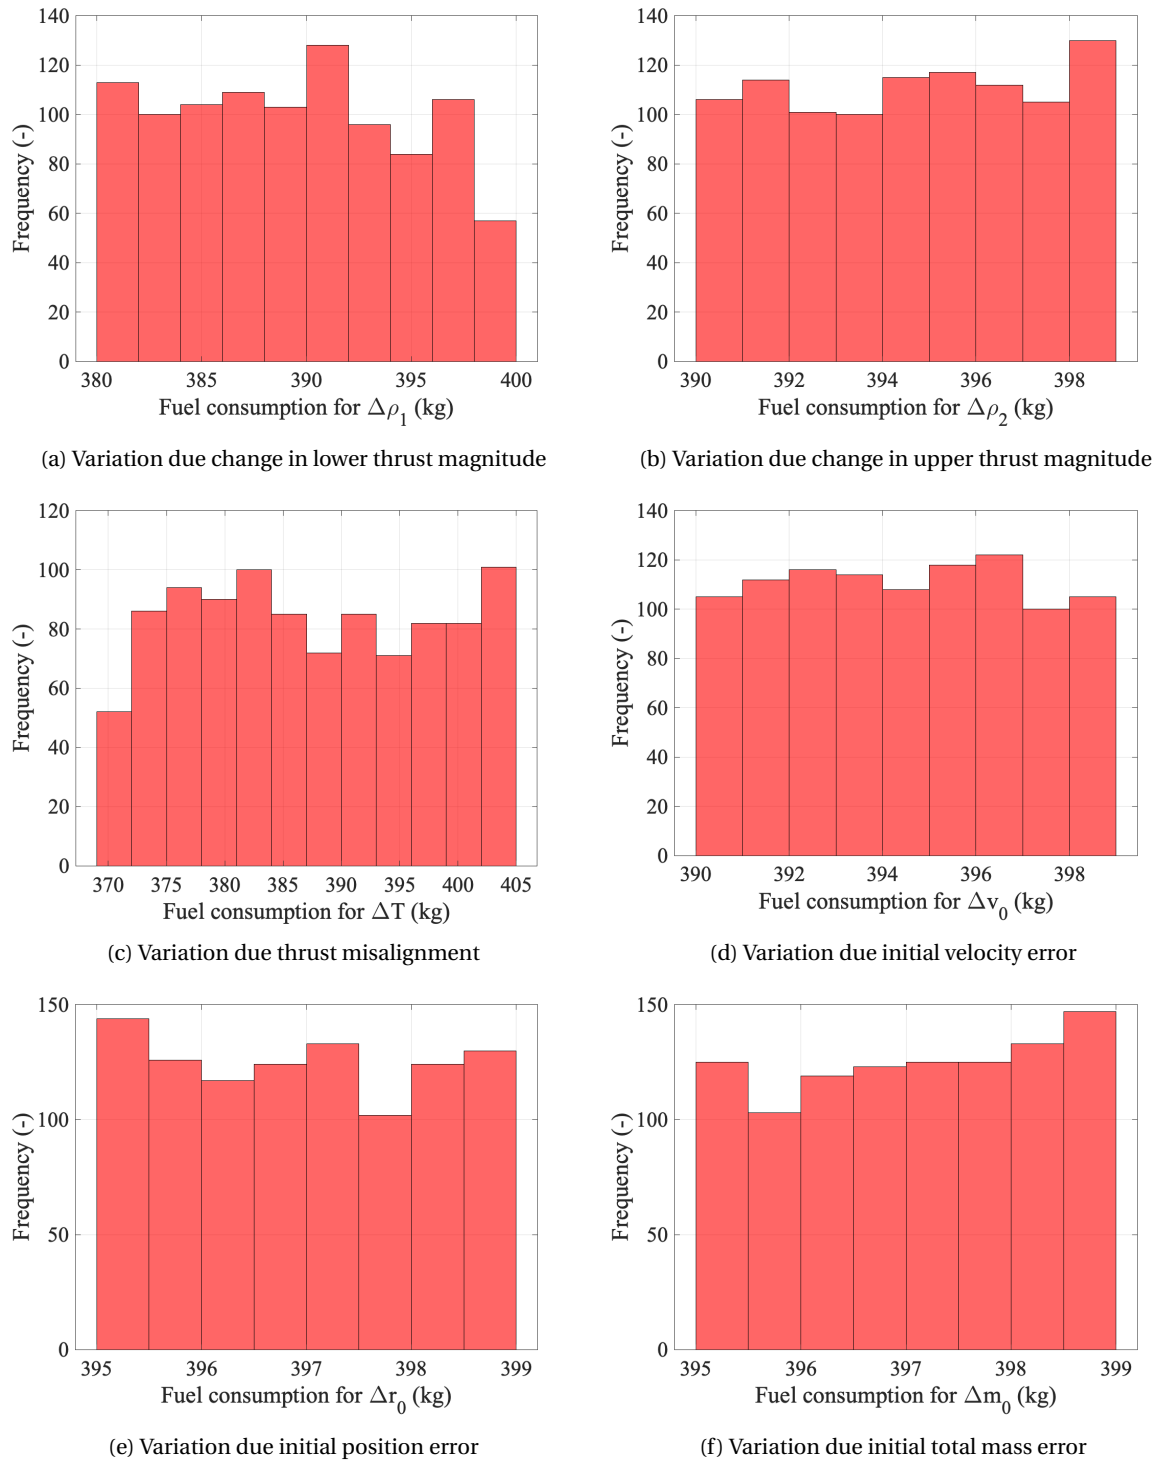 140
120
100
80
60
40
20
0
Frequency (-)
380 385 390 395 400
Fuel consumption for Δρ₁ (kg)
(a) Variation due change in lower thrust magnitude
140
120
100
80
60
40
20
0
Frequency (-)
390 392 394 396 398
Fuel consumption for Δρ₂ (kg)
(b) Variation due change in upper thrust magnitude
120
100
80
60
40
20
0
Frequency (-)
370 375 380 385 390 395 400 405
Fuel consumption for ΔT (kg)
(c) Variation due thrust misalignment
140
120
100
80
60
40
20
0
Frequency (-)
390 392 394 396 398
Fuel consumption for Δv₀ (kg)
(d) Variation due initial velocity error
150
100
50
0
Frequency (-)
395 396 397 398 399
Fuel consumption for Δr₀ (kg)
(e) Variation due initial position error
150
100
50
0
Frequency (-)
395 396 397 398 399
Fuel consumption for Δm₀ (kg)
(f) Variation due initial total mass error